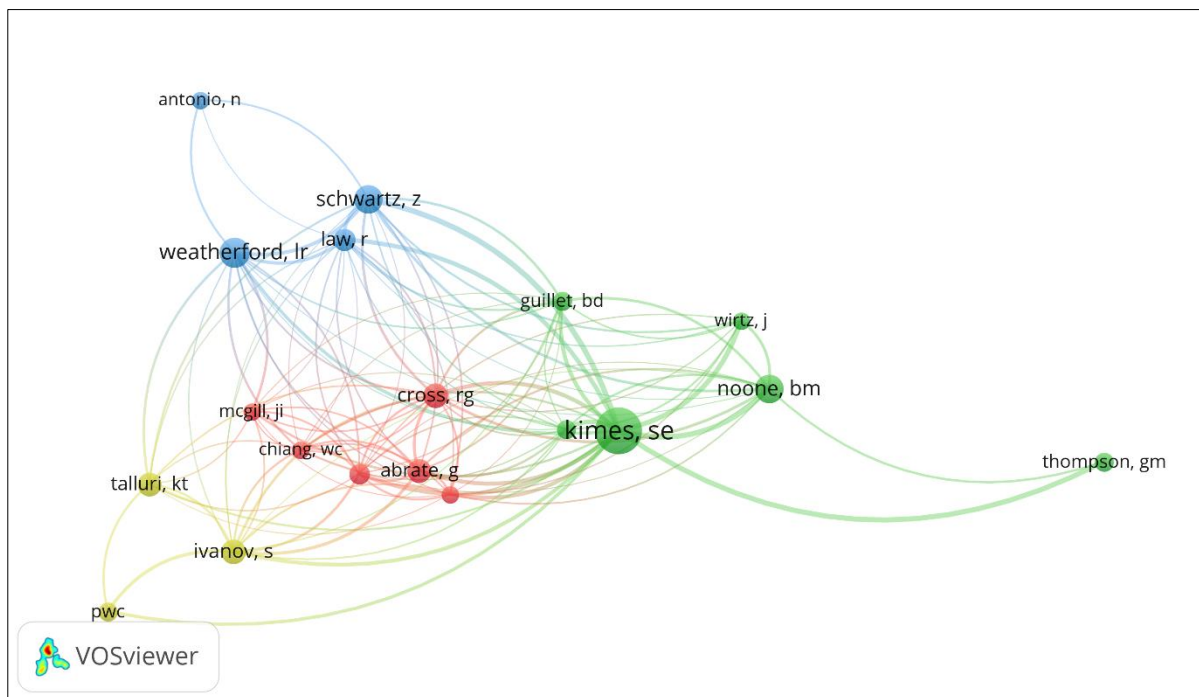 antonio, n
schwartz, z
law, r
weatherford, lr
guillet, bd
wirtz, j
noone, bm
cross, rg
mcgill, ji
kimes, se
chiang, wc
thompson, gm
abrate, g
talluri, kt
ivanov, s
pwc
VOSviewer